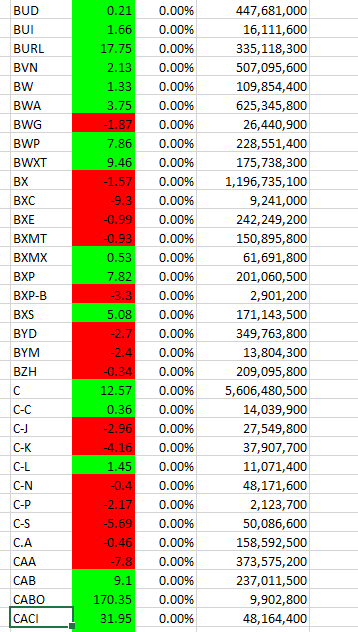 BUD 0.21 0.00% 447,681,000
BUI 1.66 0.00% 16,111,600
BURL 17.75 0.00% 335,118,300
BVN 2.13 0.00% 507,095,600
BW 1.33 0.00% 109,854,400
BWA 3.75 0.00% 625,345,800
BWG -1.87 0.00% 26,440,900
BWP 7.86 0.00% 228,551,400
BWXT 9.46 0.00% 175,738,300
BX -1.57 0.00% 1,196,735,100
BXC -9.3 0.00% 9,241,000
BXE -0.99 0.00% 242,249,200
BXMT -0.93 0.00% 150,895,800
BXMX 0.53 0.00% 61,691,800
BXP 7.82 0.00% 201,060,500
BXP-B -3.3 0.00% 2,901,200
BXS 5.08 0.00% 171,143,500
BYD -2.7 0.00% 349,763,800
BYM -2.4 0.00% 13,804,300
BZH -0.34 0.00% 209,095,800
C 12.57 0.00% 5,606,480,500
C-C 0.36 0.00% 14,039,900
C-J -2.96 0.00% 27,549,800
C-K -4.16 0.00% 37,907,700
C-L 1.45 0.00% 11,071,400
C-N -0.4 0.00% 48,171,600
C-P -2.17 0.00% 2,123,700
C-S -5.69 0.00% 50,086,600
C.A -0.46 0.00% 158,592,500
CAA -7.8 0.00% 373,575,200
CAB 9.1 0.00% 237,011,500
CABO 170.35 0.00% 9,902,800
CACI 31.95 0.00% 48,164,400